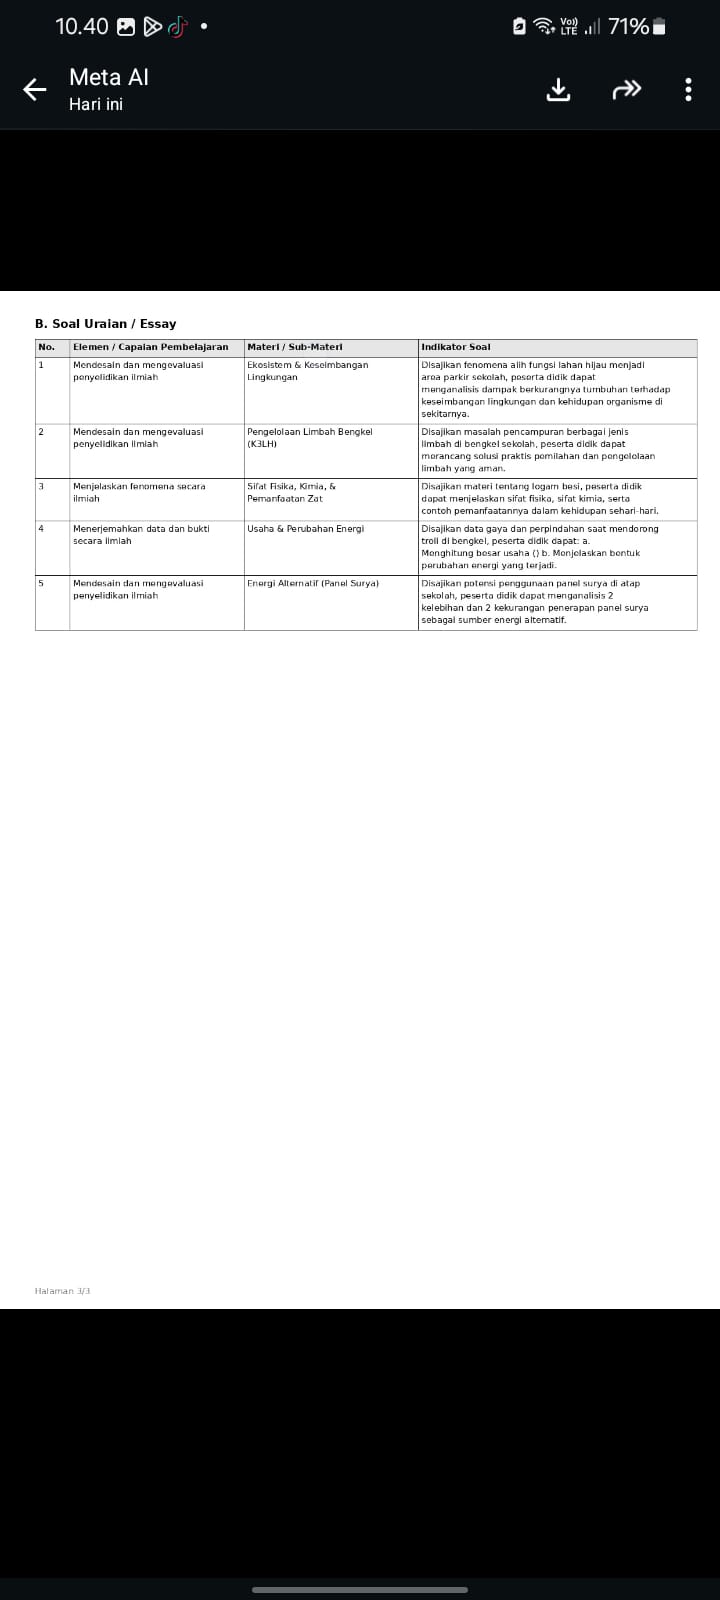 10.40
71%
Meta AI
Hari ini
B. Soal Uraian / Essay
No. Elemen / Capaian Pembelajaran Materi / Sub-Materi Indikator Soal
1 Mendesain dan mengevaluasi Ekosistem & Keseimbangan Disajikan fenomena alih fungsi lahan hijau menjadi
penyelidikan ilmiah Lingkungan area parkir sekolah, peserta didik dapat
menganalisis dampak berkurangnya tumbuhan terhadap
keseimbangan lingkungan dan kehidupan organisme di
sekitarnya.
2 Mendesain dan mengevaluasi Pengelolaan Limbah Bengkel Disajikan masalah pencampuran berbagai jenis
penyelidikan ilmiah (K3LH) limbah di bengkel sekolah, peserta didik dapat
merancang solusi praktis pemilahan dan pengelolaan
limbah yang aman.
3 Menjelaskan fenomena secara Sifat Fisika, Kimia, & Disajikan materi tentang logam besi, peserta didik
ilmiah Pemanfaatan Zat dapat menjelaskan sifat fisika, sifat kimia, serta
contoh pemanfaatannya dalam kehidupan sehari-hari.
4 Menerjemahkan data dan bukti Usaha & Perubahan Energi Disajikan data gaya dan perpindahan saat mendorong
secara ilmiah troli di bengkel, peserta didik dapat: a.
Menghitung besar usaha () b. Menjelaskan bentuk
perubahan energi yang terjadi.
5 Mendesain dan mengevaluasi Energi Alternatif (Panel Surya) Disajikan potensi penggunaan panel surya di atap
penyelidikan ilmiah sekolah, peserta didik dapat menganalisis 2
kelebihan dan 2 kekurangan penerapan panel surya
sebagai sumber energi alternatif.
Halaman 3/3